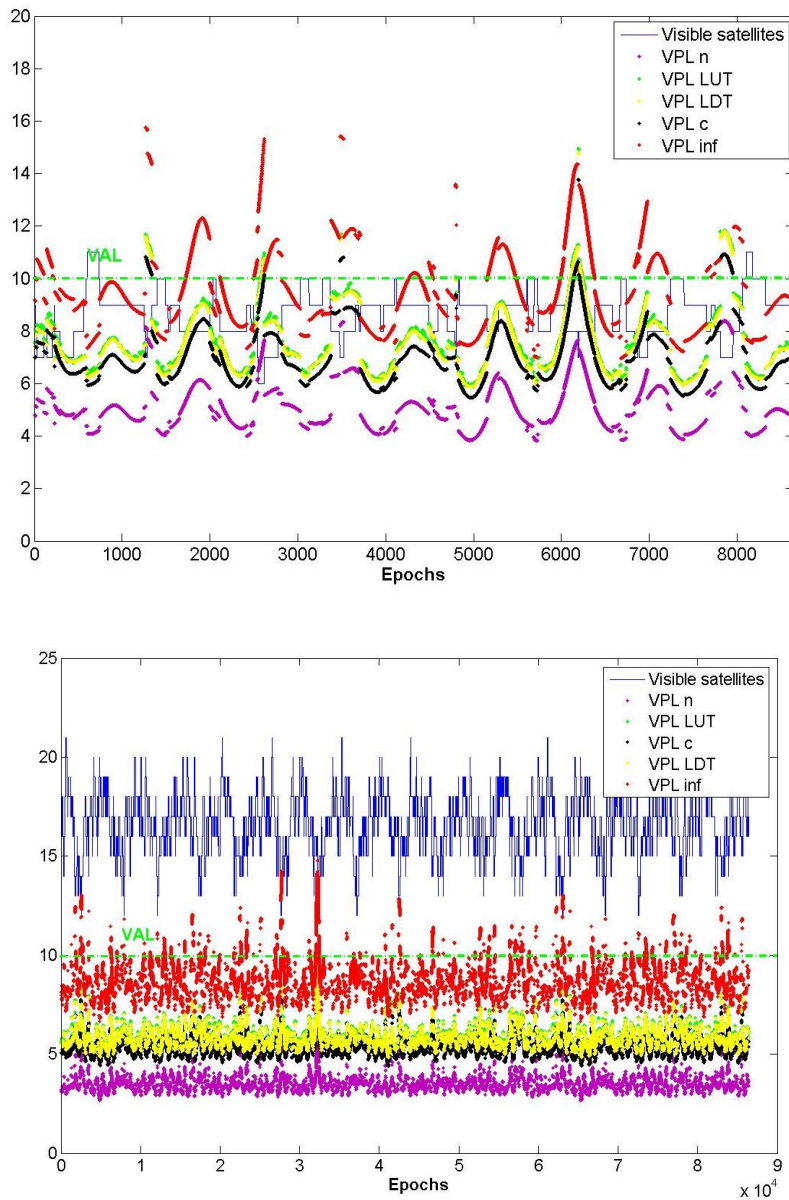 20
18
16
14
12
10
8
6
4
2
0
VAL
Visible satellites
VPL n
VPL LUT
VPL LDT
VPL c
VPL inf
0 1000 2000 3000 4000 5000 6000 7000 8000
Epochs
25
20
15
10
5
0
VAL
Visible satellites
VPL n
VPL LUT
VPL c
VPL LDT
VPL inf
0 1 2 3 4 5 6 7 8 9
x 10⁴
Epochs